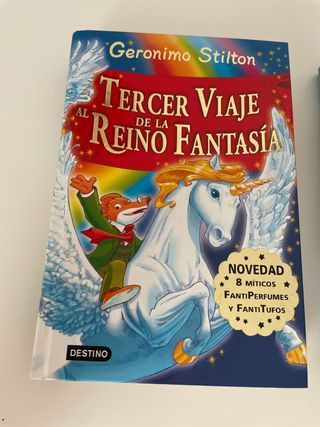 Geronimo Stilton
TERCER VIAJE
DE LA
AL REINO FANTASÍA
NOVEDAD
8 MÍTICOS
FANTIPERFUMES
Y FANTITUFOS
DESTINO